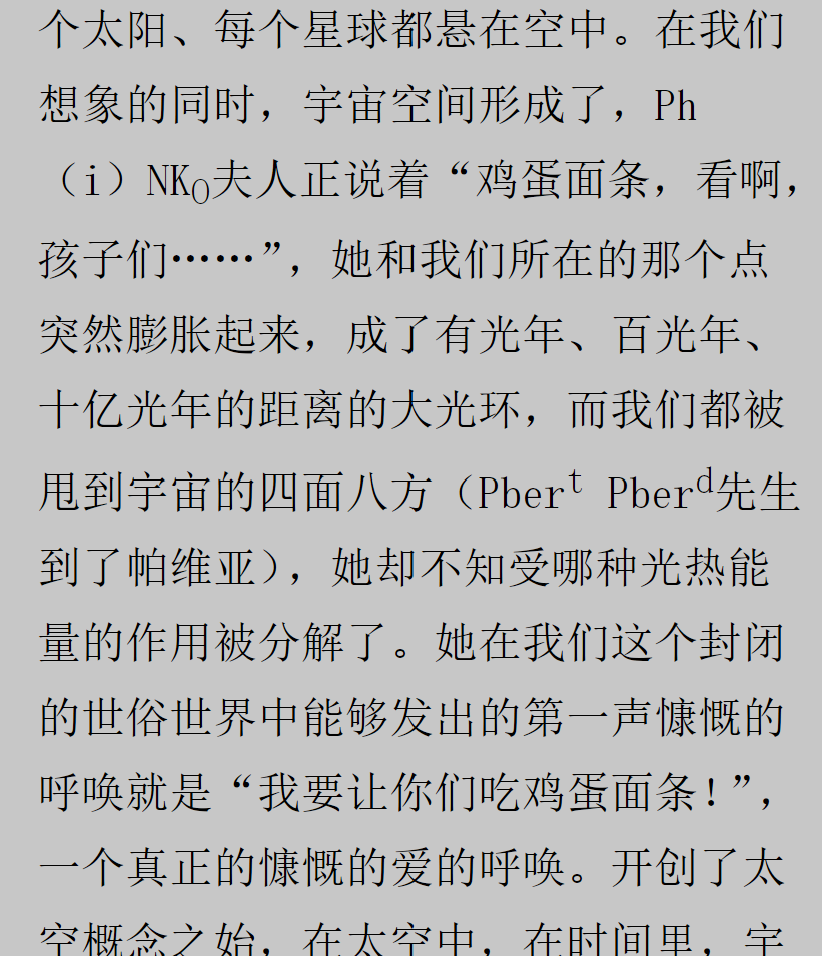 个太阳、每个星球都悬在空中。在我们
想象的同时，宇宙空间形成了，Ph
（i）NK₀夫人正说着“鸡蛋面条，看啊，
孩子们……”，她和我们所在的那个点
突然膨胀起来，成了有光年、百光年、
十亿光年的距离的大光环，而我们都被
甩到宇宙的四面八方（Pberᵗ Pberᵈ先生
到了帕维亚），她却不知受哪种光热能
量的作用被分解了。她在我们这个封闭
的世俗世界中能够发出的第一声慷慨的
呼唤就是“我要让你们吃鸡蛋面条！”，
一个真正的慷慨的爱的呼唤。开创了太
空概念之始，在太空中，在时间里，宇